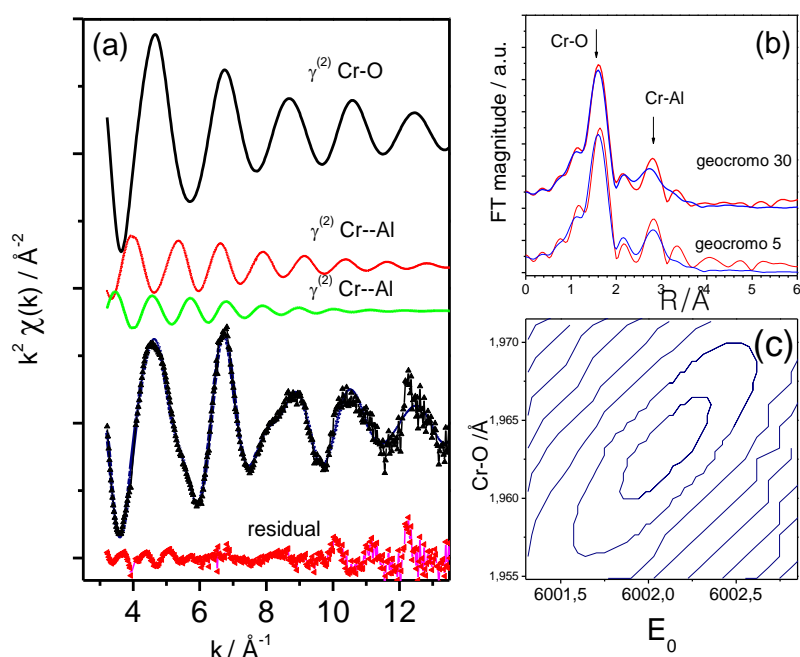 (a)
γ(2) Cr-O
γ(2) Cr--Al
γ(2) Cr--Al
residual
k² χ(k) / Å⁻²
4 6 8 10 12
k / Å⁻¹
(b)
Cr-O
Cr-Al
geocromo 30
geocromo 5
FT magnitude / a.u.
0 1 2 3 4 5 6
R / Å
(c)
1,970
1,965
1,960
1,955
Cr-O /Å
6001,5 6002,0 6002,5
E₀